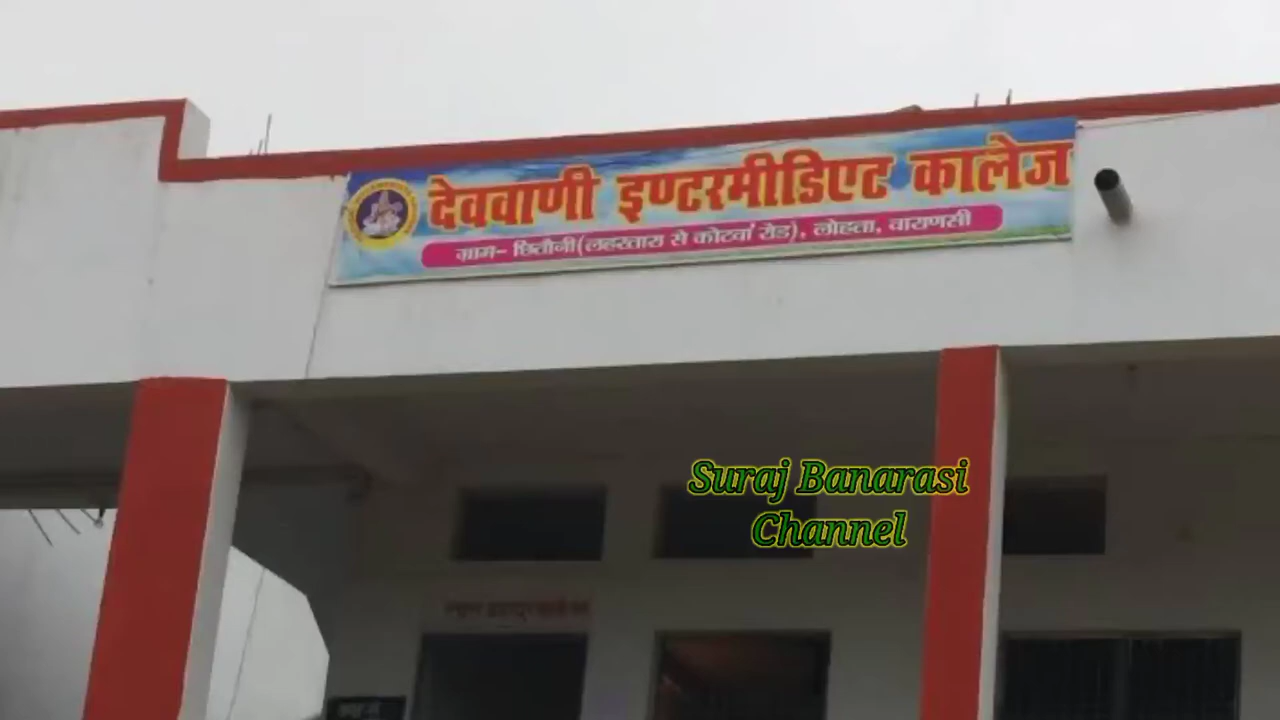 देववाणी इण्टरमीडिएट कालेज
ग्राम- छितौनी(लहरतारा से कोटवां रोड), लोहता, वाराणसी
Suraj Banarasi
Channel